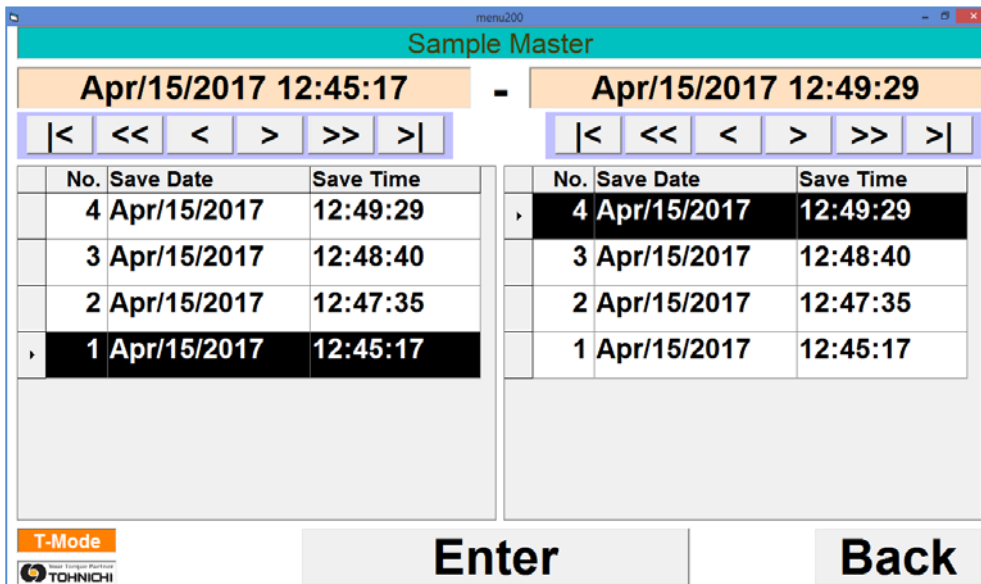 menu200
Sample Master
Apr/15/2017 12:45:17 - Apr/15/2017 12:49:29
|< << < > >> >| |< << < > >> >|
No. Save Date Save Time No. Save Date Save Time
4 Apr/15/2017 12:49:29 4 Apr/15/2017 12:49:29
3 Apr/15/2017 12:48:40 3 Apr/15/2017 12:48:40
2 Apr/15/2017 12:47:35 2 Apr/15/2017 12:47:35
1 Apr/15/2017 12:45:17 1 Apr/15/2017 12:45:17
T-Mode
Enter Back
Your Torque Partner
TOHNICHI